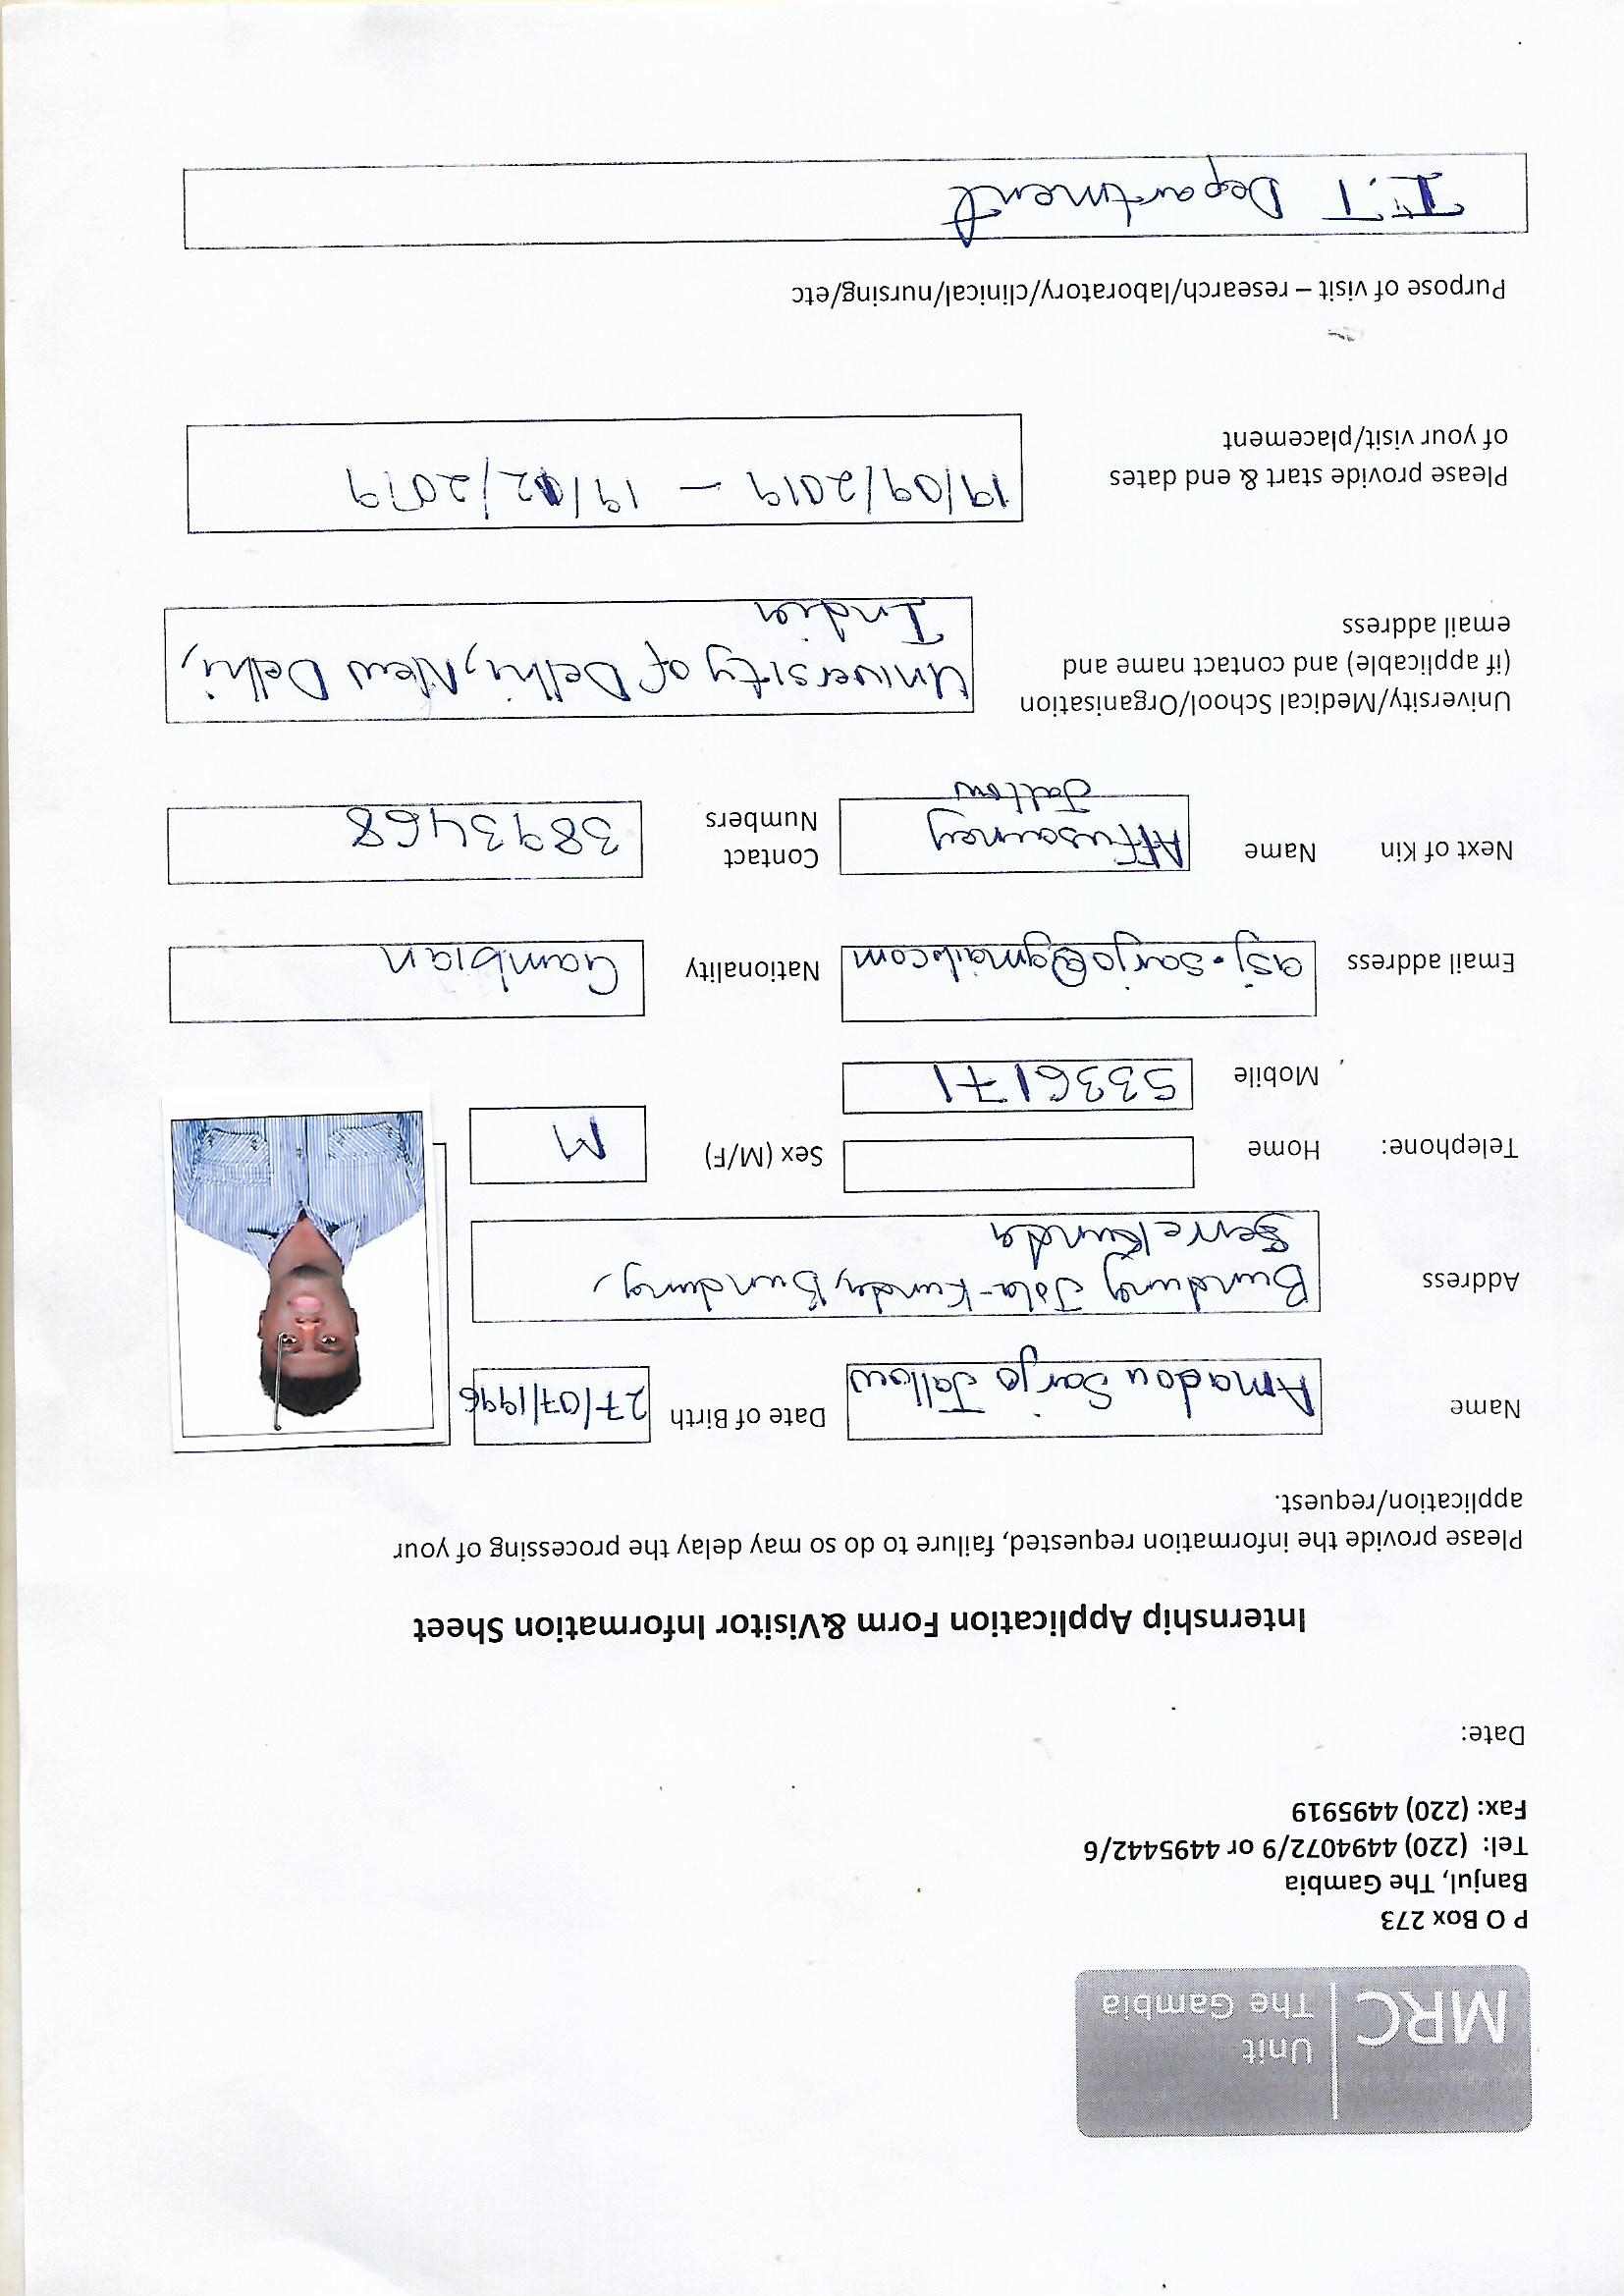 MRC Unit
The Gambia
P O Box 273
Banjul, The Gambia
Tel: (220) 4494072/9 or 4495442/6
Fax: (220) 4495919
Date:
Internship Application Form &Visitor Information Sheet
Please provide the information requested, failure to do so may delay the processing of your
application/request.
Name Amadou Sarjo Jallow Date of Birth 27/07/1996
Address Bundung Jola-Kunda, Bundung,
SerreKunda
Telephone: Home Sex (M/F) M
Mobile 5336171
Email address asj.sarjo@gmail.com Nationality Gambian
Next of Kin Name Affusainey Jallow Contact Numbers 3893468
University/Medical School/Organisation
(if applicable) and contact name and
email address
University of Delhi, New Delhi,
India
Please provide start & end dates
of your visit/placement
19/09/2019 – 19/12/2019
Purpose of visit – research/laboratory/clinical/nursing/etc
I.T Department